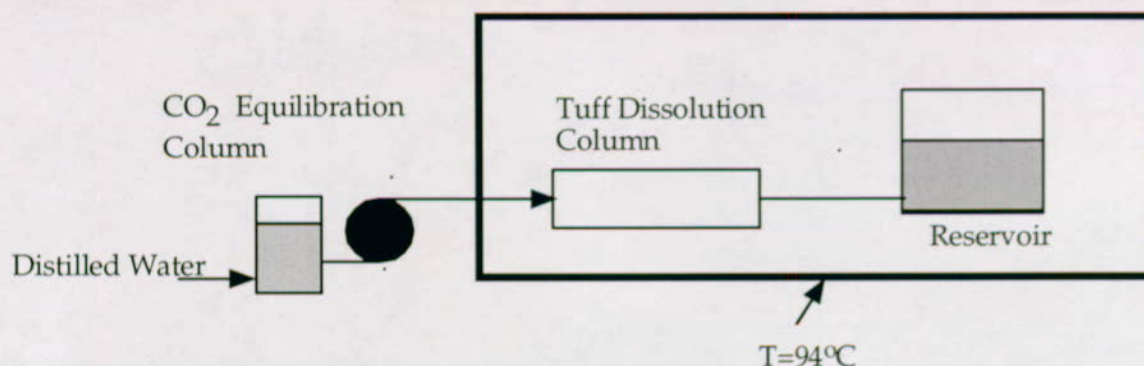 CO₂ Equilibration
Column
Tuff Dissolution
Column
Distilled Water
Reservoir
T=94°C